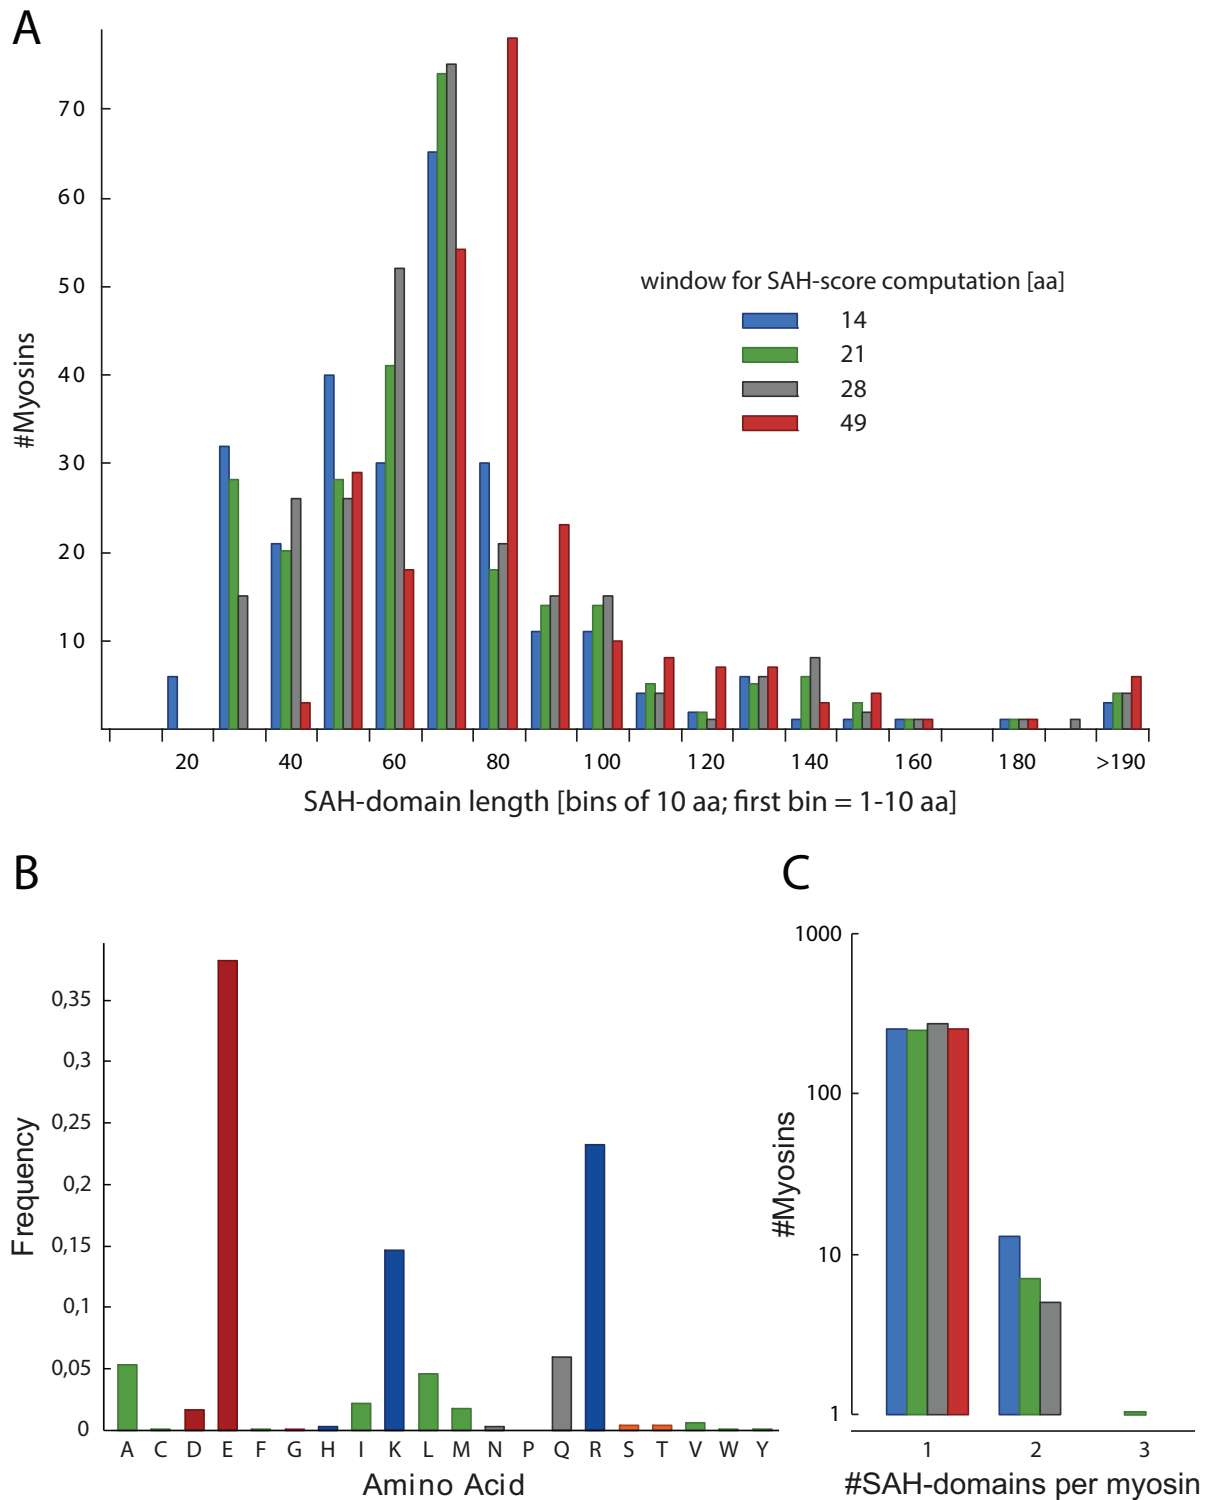 A
70
60
50
40
30
20
10
#Myosins
window for SAH-score computation [aa]
14
21
28
49
20 40 60 80 100 120 140 160 180 >190
SAH-domain length [bins of 10 aa; first bin = 1-10 aa]
B
0,35
0,3
0,25
0,2
0,15
0,1
0,05
0
Frequency
A C D E F G H I K L M N P Q R S T V W Y
Amino Acid
C
1000
100
10
1
#Myosins
1 2 3
#SAH-domains per myosin